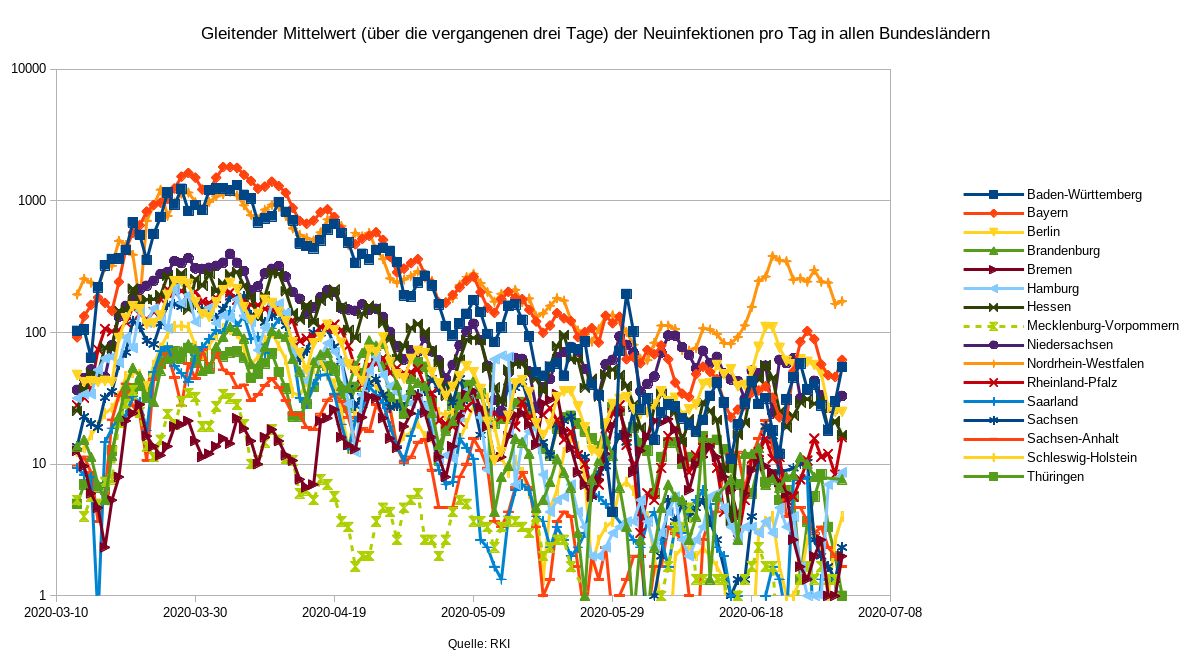 Gleitender Mittelwert (über die vergangenen drei Tage) der Neuinfektionen pro Tag in allen Bundesländern
10000
1000
100
10
1
2020-03-10
2020-03-30
2020-04-19
2020-05-09
2020-05-29
2020-06-18
2020-07-08
Quelle: RKI
Baden-Württemberg
Bayern
Berlin
Brandenburg
Bremen
Hamburg
Hessen
Mecklenburg-Vorpommern
Niedersachsen
Nordrhein-Westfalen
Rheinland-Pfalz
Saarland
Sachsen
Sachsen-Anhalt
Schleswig-Holstein
Thüringen